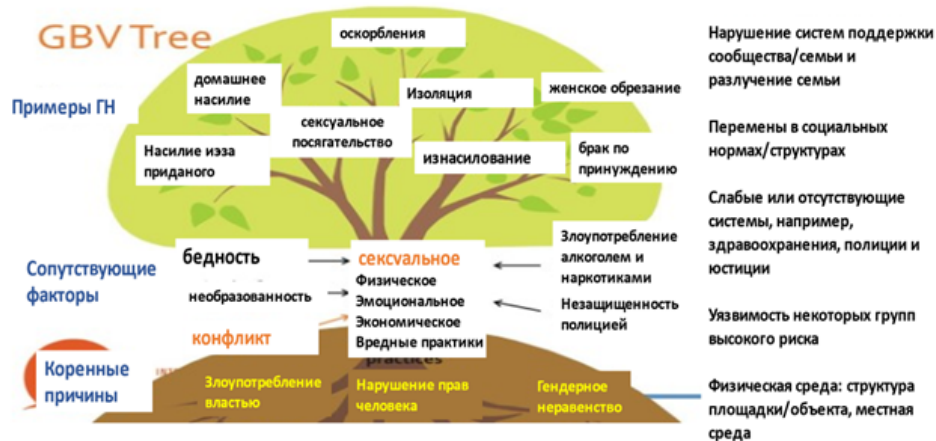 GBV Tree
оскорбления
Примеры ГН
домашнее
насилие
Изоляция
женское обрезание
сексуальное
посягательство
Насилие иэза
приданого
изнасилование
брак по
принуждению
Сопутствующие
факторы
бедность
необразованность
конфликт
сексуальное
Физическое
Эмоциональное
Экономическое
Вредные практики
practices
Злоупотребление
алкоголем и
наркотиками
Незащищенность
полицией
Коренные
причины
Злоупотребление
властью
Нарушение прав
человека
Гендерное
неравенство
Нарушение систем поддержки
сообщества/семьи и
разлучение семьи
Перемены в социальных
нормах/структурах
Слабые или отсутствующие
системы, например,
здравоохранения, полиции и
юстиции
Уязвимость некоторых групп
высокого риска
Физическая среда: структура
площадки/объекта, местная
среда